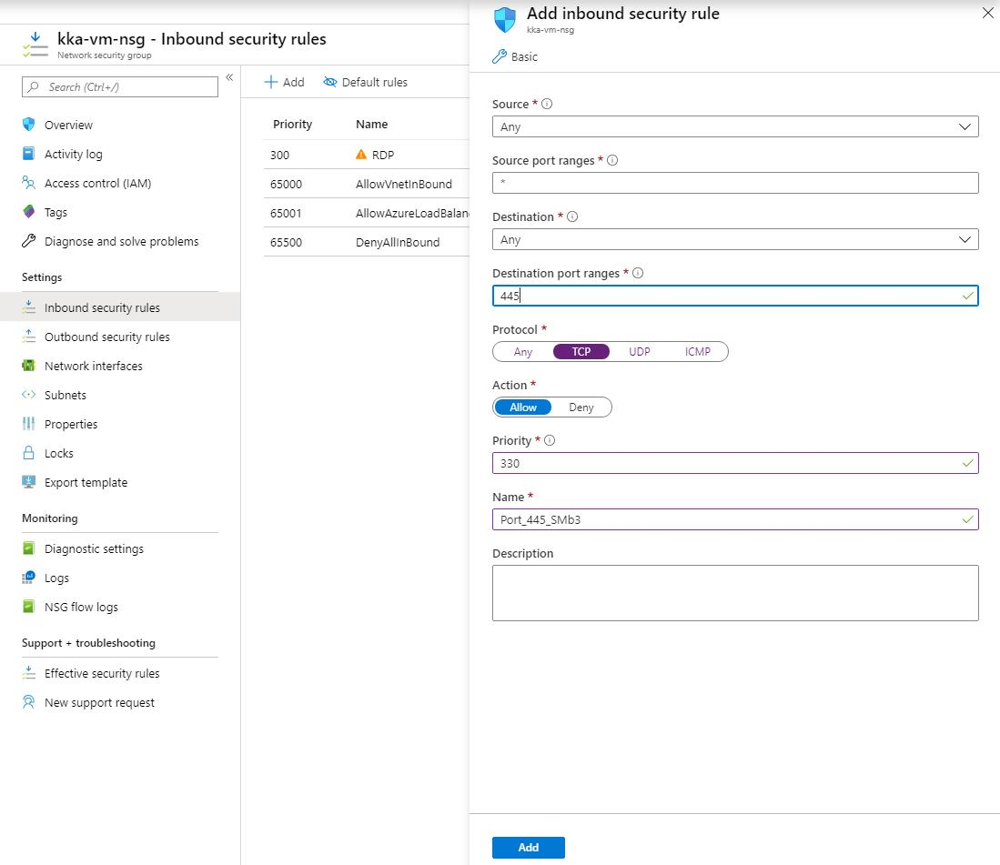 kka-vm-nsg - Inbound security rules
Network security group
Search (Ctrl+/)
«
Overview
Activity log
Access control (IAM)
Tags
Diagnose and solve problems
Settings
Inbound security rules
Outbound security rules
Network interfaces
Subnets
Properties
Locks
Export template
Monitoring
Diagnostic settings
Logs
NSG flow logs
Support + troubleshooting
Effective security rules
New support request
Add Default rules
Priority Name
300 RDP
65000 AllowVnetInBound
65001 AllowAzureLoadBalan
65500 DenyAllInBound
Add inbound security rule
kka-vm-nsg
Basic
Source *
Any
Source port ranges *
*
Destination *
Any
Destination port ranges *
445
Protocol *
Any TCP UDP ICMP
Action *
Allow Deny
Priority *
330
Name *
Port_445_SMb3
Description
Add